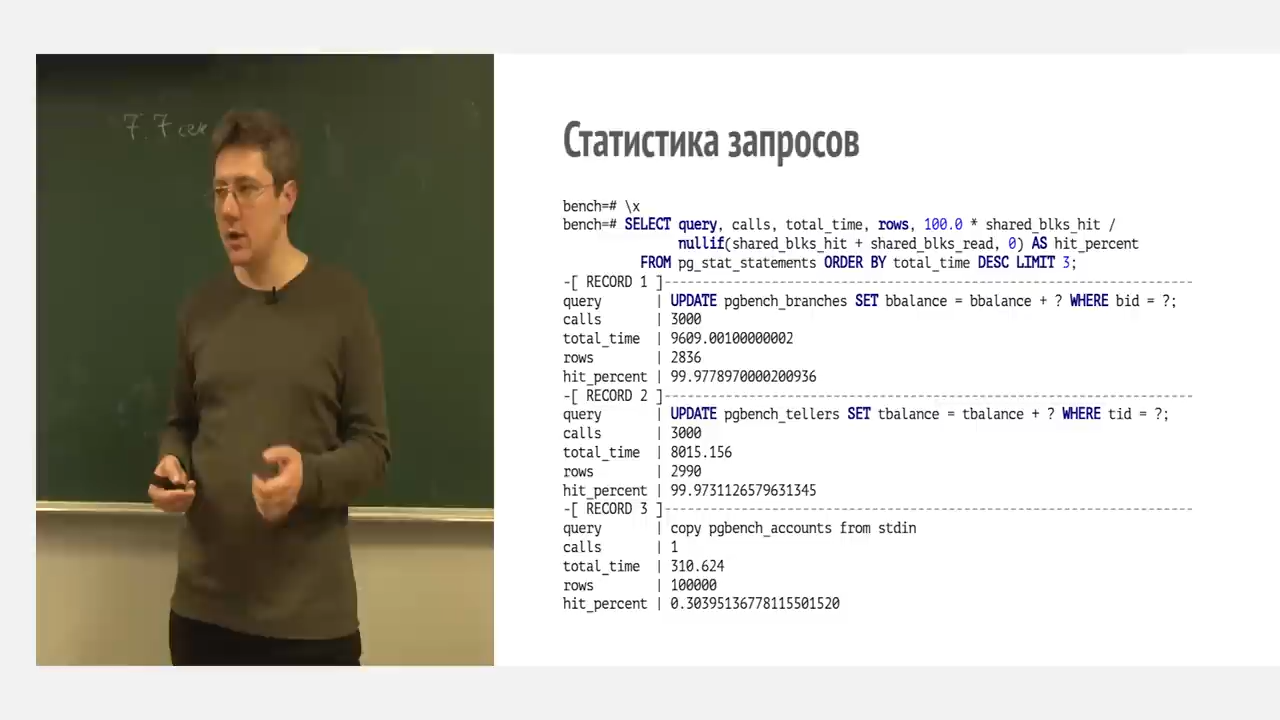 7. 7 сек
Статистика запросов
bench=# \x
bench=# SELECT query, calls, total_time, rows, 100.0 * shared_blks_hit /
nullif(shared_blks_hit + shared_blks_read, 0) AS hit_percent
FROM pg_stat_statements ORDER BY total_time DESC LIMIT 3;
-[ RECORD 1 ]--------------------------------------------------------------------
query | UPDATE pgbench_branches SET bbalance = bbalance + ? WHERE bid = ?;
calls | 3000
total_time | 9609.00100000002
rows | 2836
hit_percent | 99.9778970000200936
-[ RECORD 2 ]--------------------------------------------------------------------
query | UPDATE pgbench_tellers SET tbalance = tbalance + ? WHERE tid = ?;
calls | 3000
total_time | 8015.156
rows | 2990
hit_percent | 99.9731126579631345
-[ RECORD 3 ]--------------------------------------------------------------------
query | copy pgbench_accounts from stdin
calls | 1
total_time | 310.624
rows | 100000
hit_percent | 0.30395136778115501520